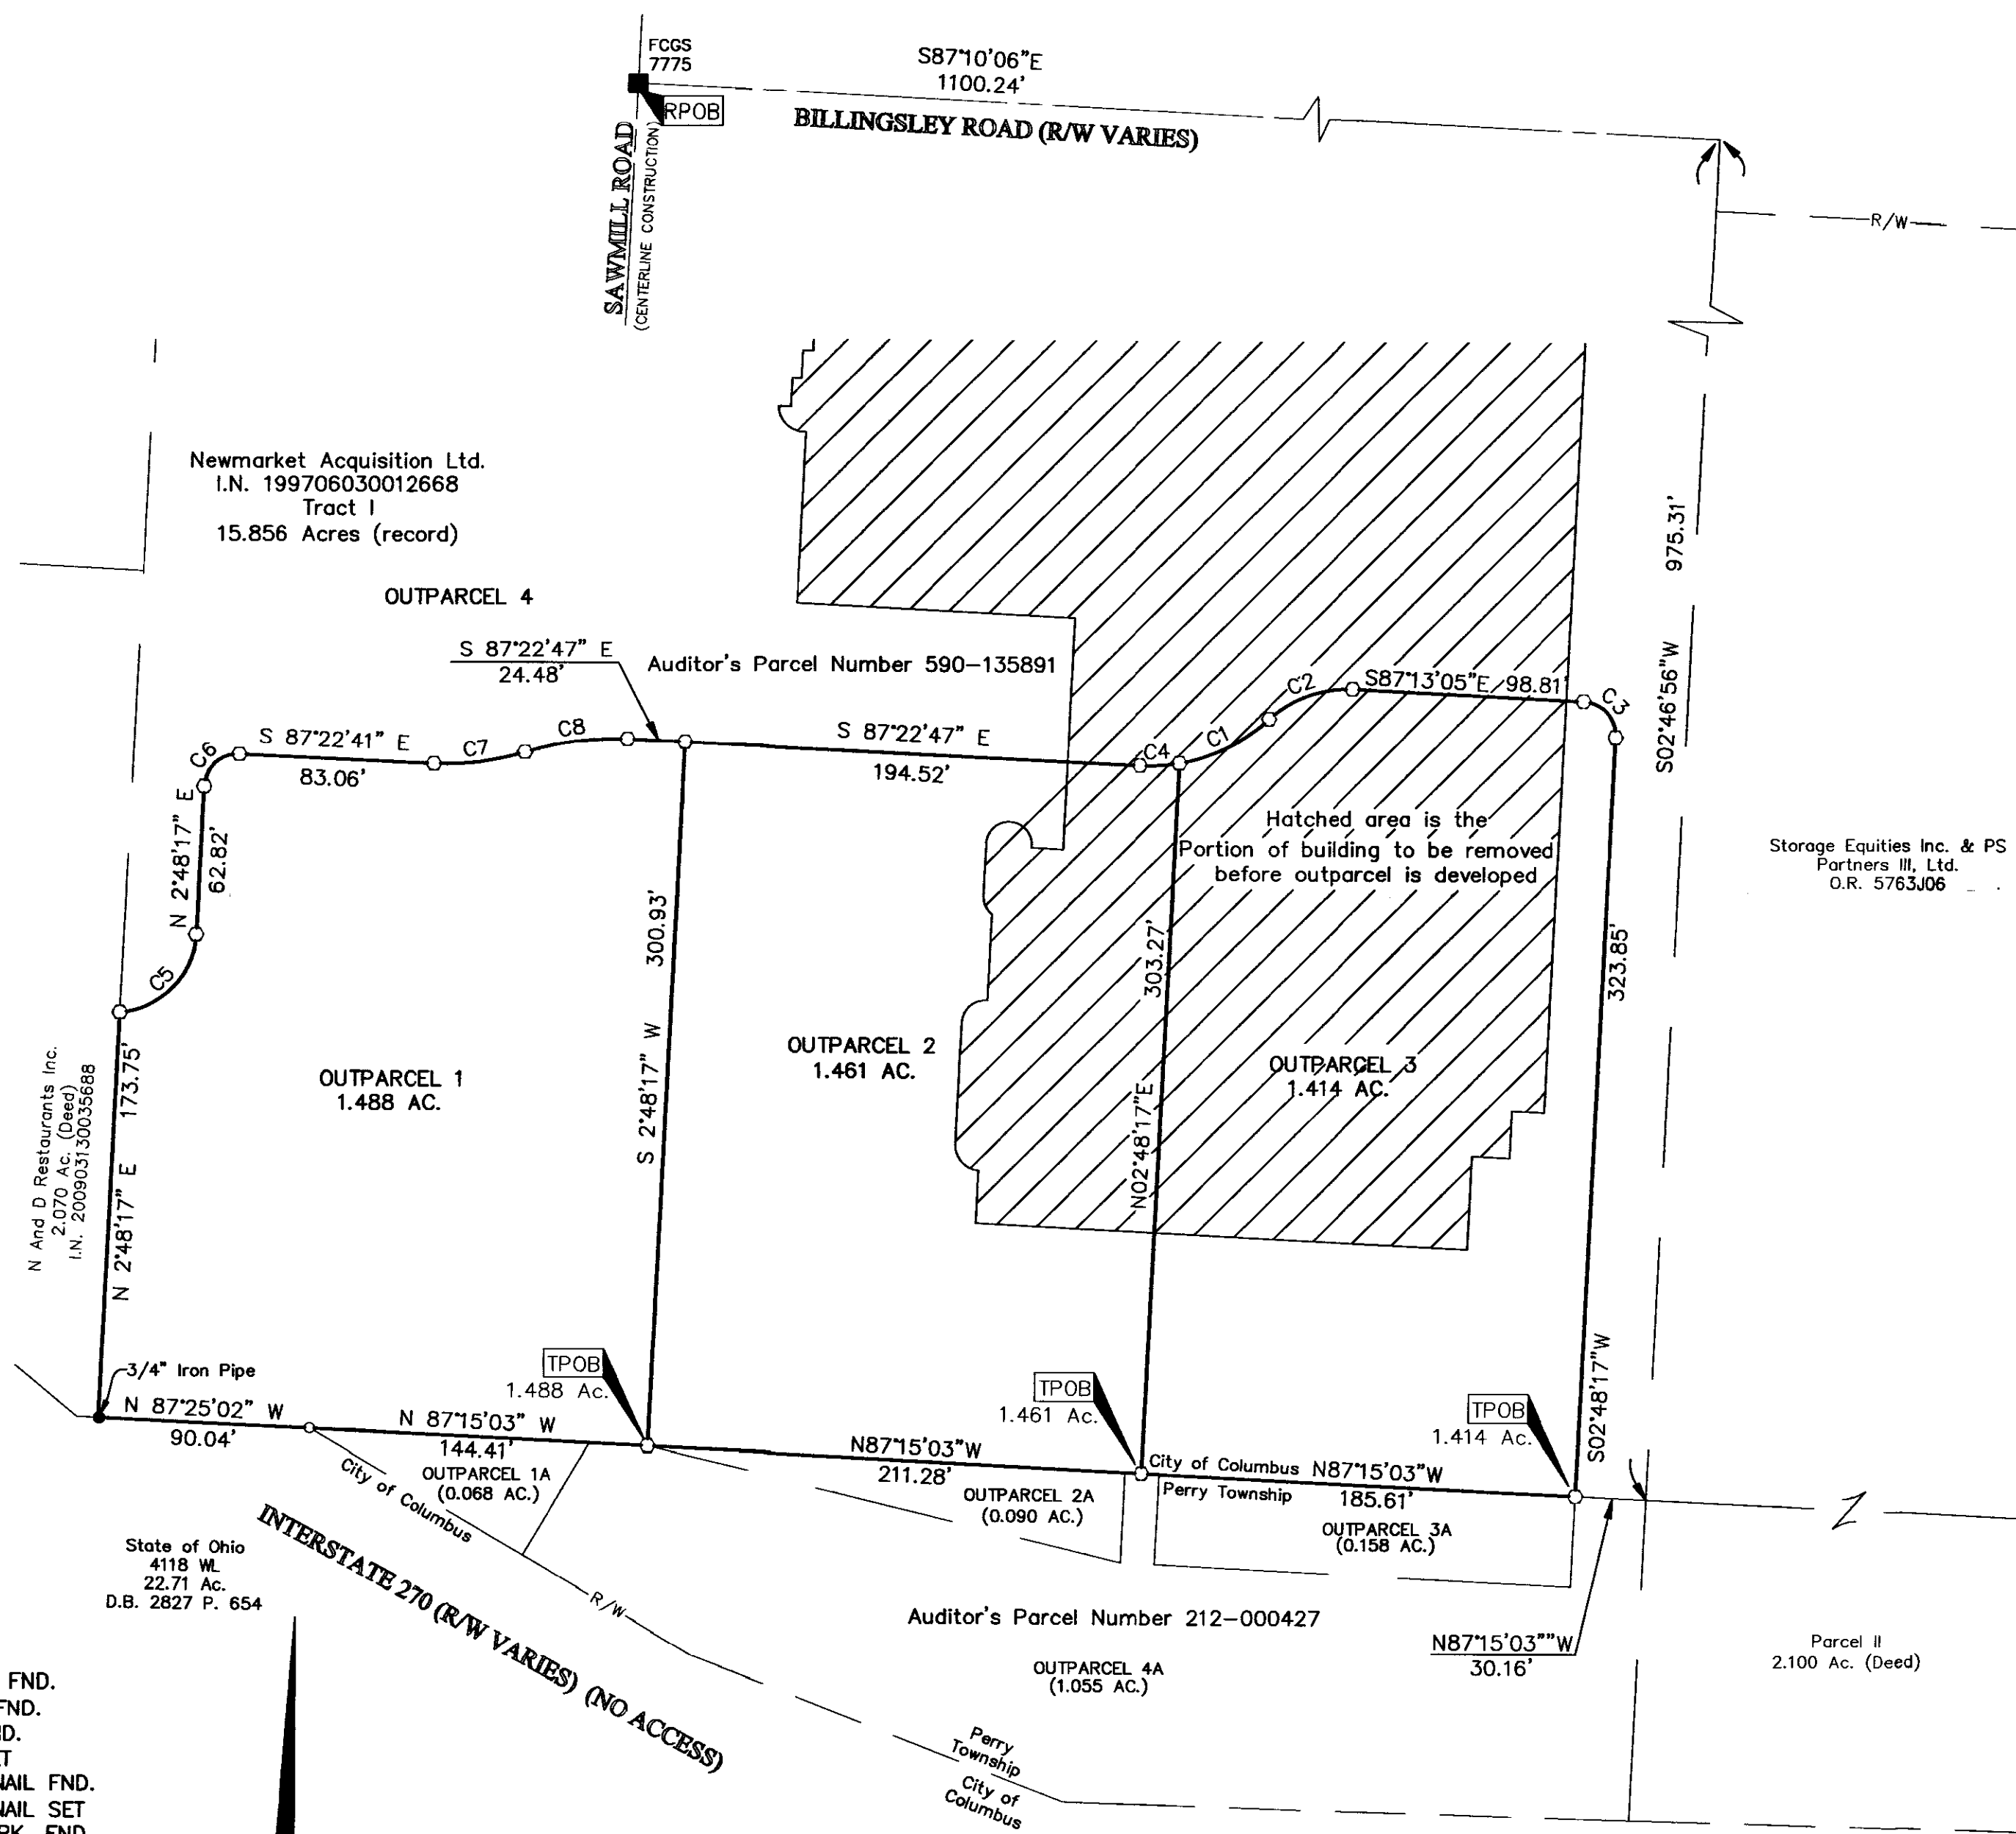 FCGS
7775
S87°10'06"E
1100.24'
RPOB
BILLINGSLEY ROAD (R/W VARIES)
SAWMILL ROAD
(CENTERLINE CONSTRUCTION)
R/W
Newmarket Acquisition Ltd.
I.N. 199706030012668
Tract I
15.856 Acres (record)
OUTPARCEL 4
S 87°22'47" E
24.48'
Auditor's Parcel Number 590-135891
S02°46'56"W 975.31'
C6
S 87°22'41" E
83.06'
C7
C8
S 87°22'47" E
194.52'
C4
C1
C2
S87°13'05"E 98.81'
C3
N 2°48'17" E
62.82'
C5
Hatched area is the
Portion of building to be removed
before outparcel is developed
Storage Equities Inc. & PS
Partners III, Ltd.
O.R. 5763J06
S 2°48'17" W 300.93'
N02°48'17"E 303.27'
S02°48'17"W 323.85'
N And D Restaurants Inc.
2.070 Ac. (Deed)
I.N. 200903130035688
N 2°48'17" E 173.75'
OUTPARCEL 1
1.488 AC.
OUTPARCEL 2
1.461 AC.
OUTPARCEL 3
1.414 AC.
3/4" Iron Pipe
TPOB
1.488 Ac.
TPOB
1.461 Ac.
TPOB
1.414 Ac.
N 87°25'02" W
90.04'
N 87°15'03" W
144.41'
N87°15'03"W
211.28'
City of Columbus
N87°15'03"W
Perry Township
185.61'
City of Columbus
OUTPARCEL 1A
(0.068 AC.)
OUTPARCEL 2A
(0.090 AC.)
OUTPARCEL 3A
(0.158 AC.)
State of Ohio
4118 WL
22.71 Ac.
D.B. 2827 P. 654
INTERSTATE 270 (R/W VARIES) (NO ACCESS)
R/W
Auditor's Parcel Number 212-000427
OUTPARCEL 4A
(1.055 AC.)
N87°15'03""W
30.16'
Parcel II
2.100 Ac. (Deed)
Perry
Township
City of
Columbus
FND.
FND.
NAIL FND.
NAIL SET
FND.